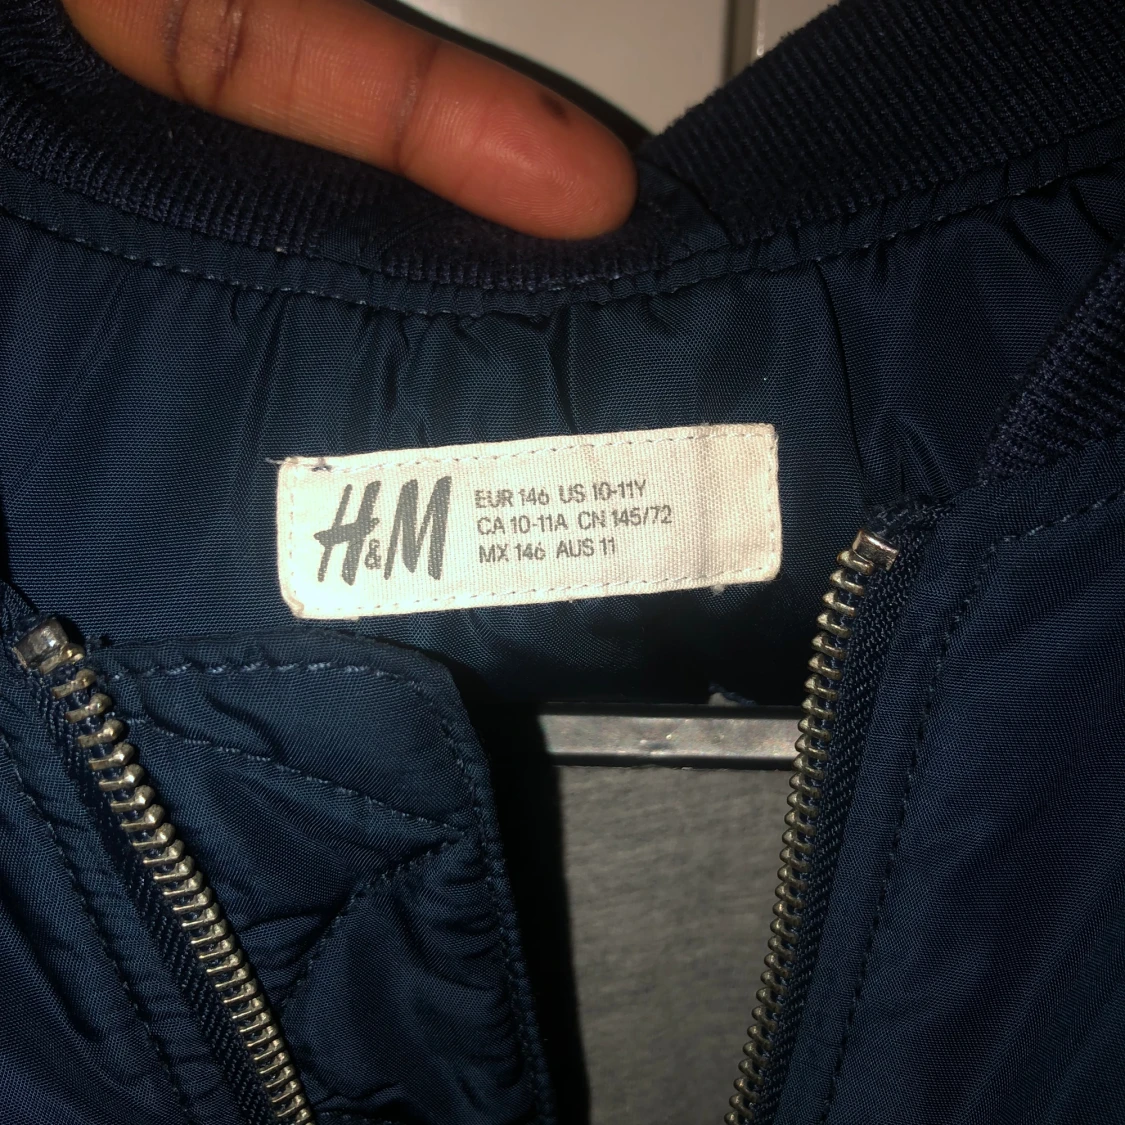 H&M
EUR 146 US 10-11Y
CA 10-11A CN 145/72
MX 146 AUS 11